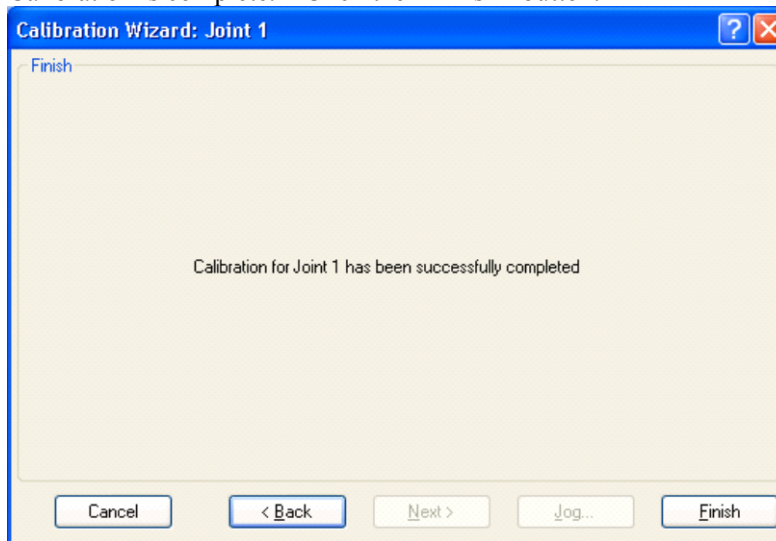 Calibration Wizard: Joint 1
Finish
Calibration for Joint 1 has been successfully completed
Cancel
< Back
Next >
Jog...
Finish